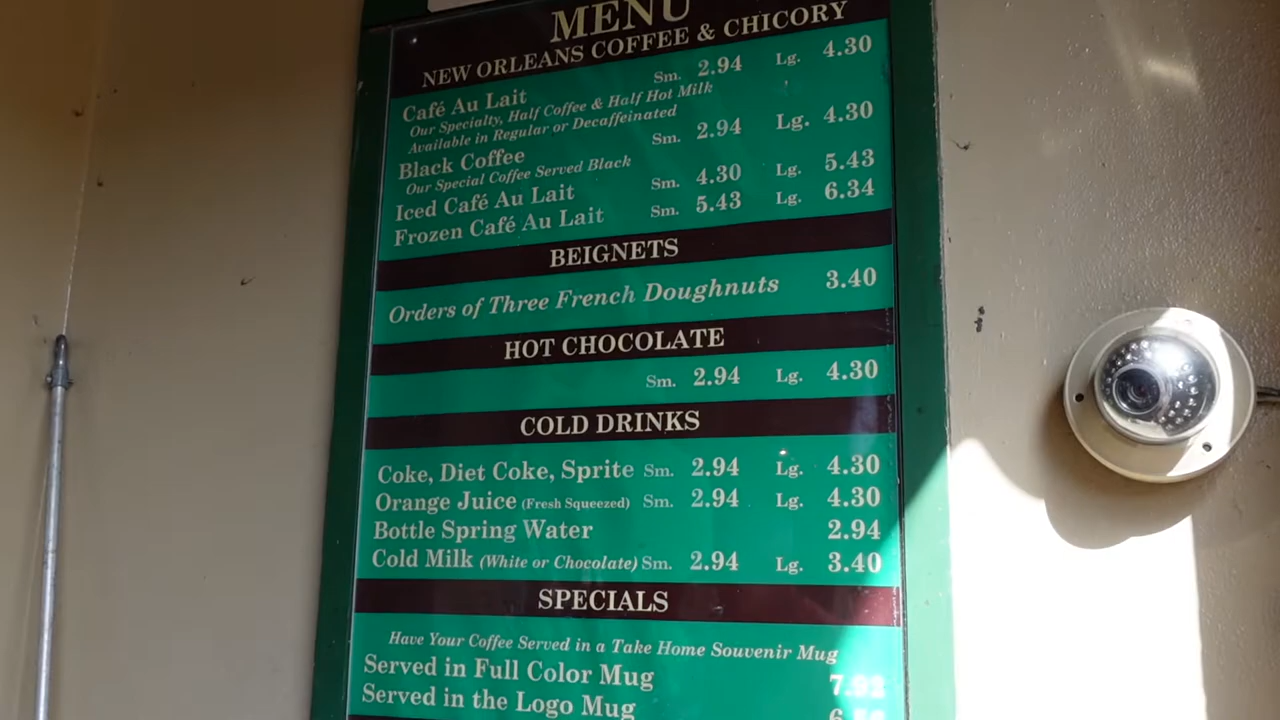 MENU
NEW ORLEANS COFFEE & CHICORY
Café Au Lait Sm. 2.94 Lg. 4.30
Our Specialty, Half Coffee & Half Hot Milk
Available in Regular or Decaffeinated
Black Coffee Sm. 2.94 Lg. 4.30
Our Special Coffee Served Black
Iced Café Au Lait Sm. 4.30 Lg. 5.43
Frozen Café Au Lait Sm. 5.43 Lg. 6.34
BEIGNETS
Orders of Three French Doughnuts 3.40
HOT CHOCOLATE
Sm. 2.94 Lg. 4.30
COLD DRINKS
Coke, Diet Coke, Sprite Sm. 2.94 Lg. 4.30
Orange Juice (Fresh Squeezed) Sm. 2.94 Lg. 4.30
Bottle Spring Water 2.94
Cold Milk (White or Chocolate) Sm. 2.94 Lg. 3.40
SPECIALS
Have Your Coffee Served in a Take Home Souvenir Mug
Served in Full Color Mug
Served in the Logo Mug